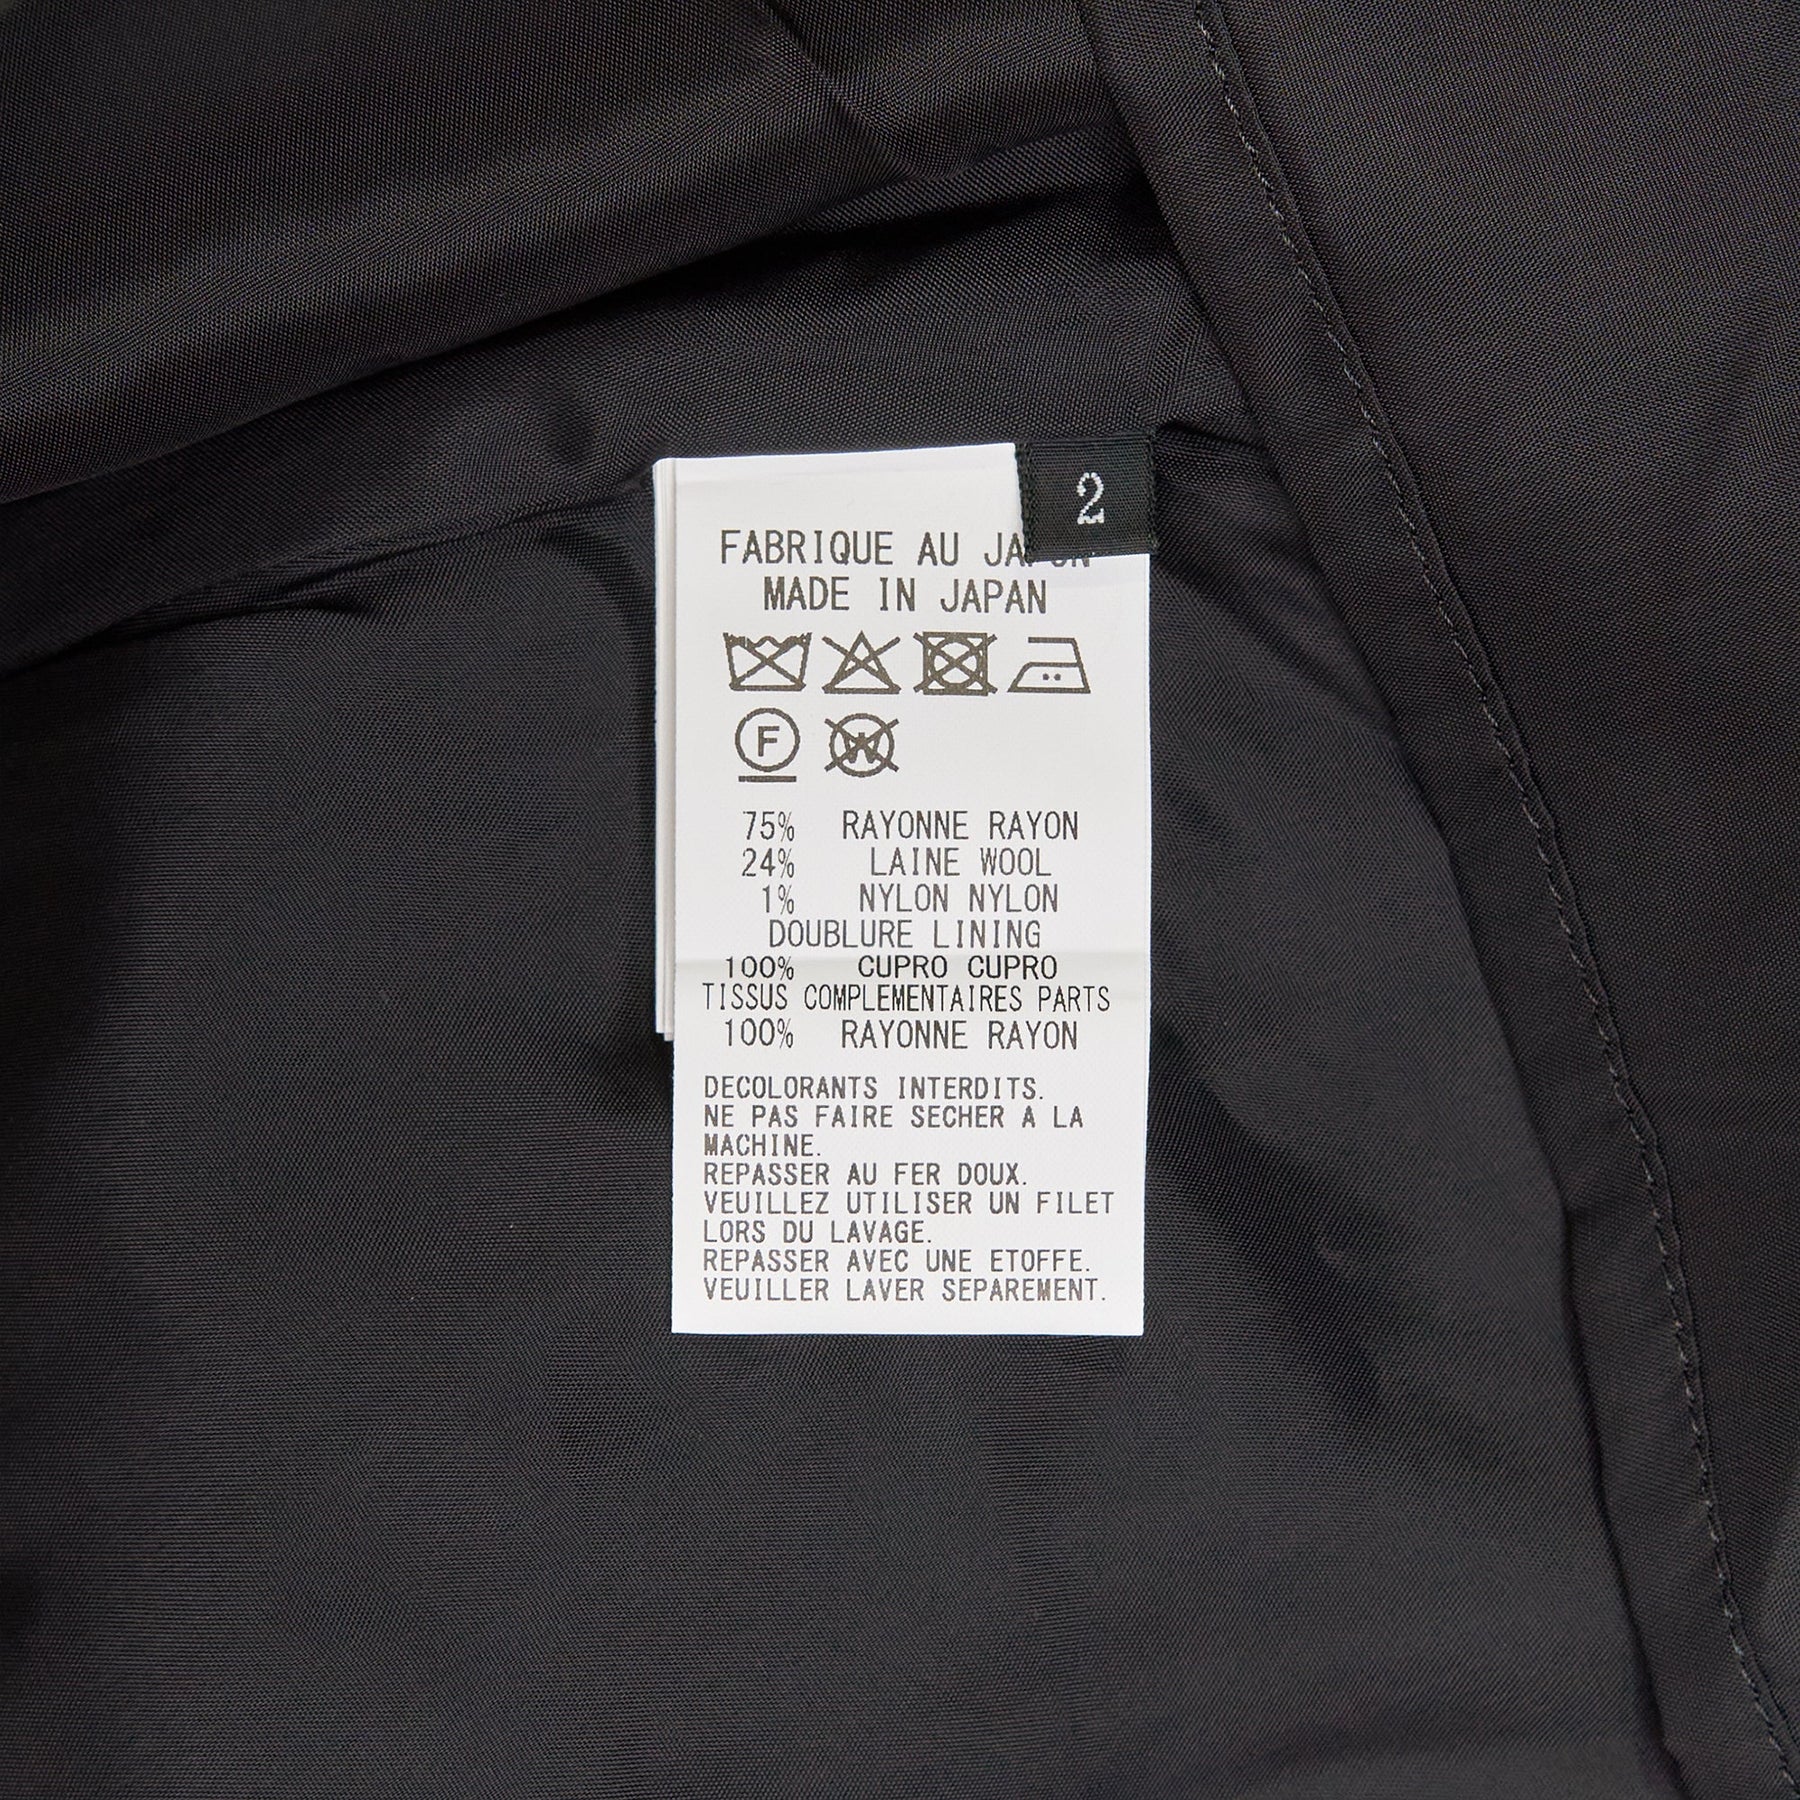 2
FABRIQUE AU JAPON
MADE IN JAPAN
F W
75% RAYONNE RAYON
24% LAINE WOOL
1% NYLON NYLON
DOUBLURE LINING
100% CUPRO CUPRO
TISSUS COMPLEMENTAIRES PARTS
100% RAYONNE RAYON
DECOLORANTS INTERDITS.
NE PAS FAIRE SECHER A LA
MACHINE.
REPASSER AU FER DOUX.
VEUILLEZ UTILISER UN FILET
LORS DU LAVAGE.
REPASSER AVEC UNE ETOFFE.
VEUILLER LAVER SEPAREMENT.